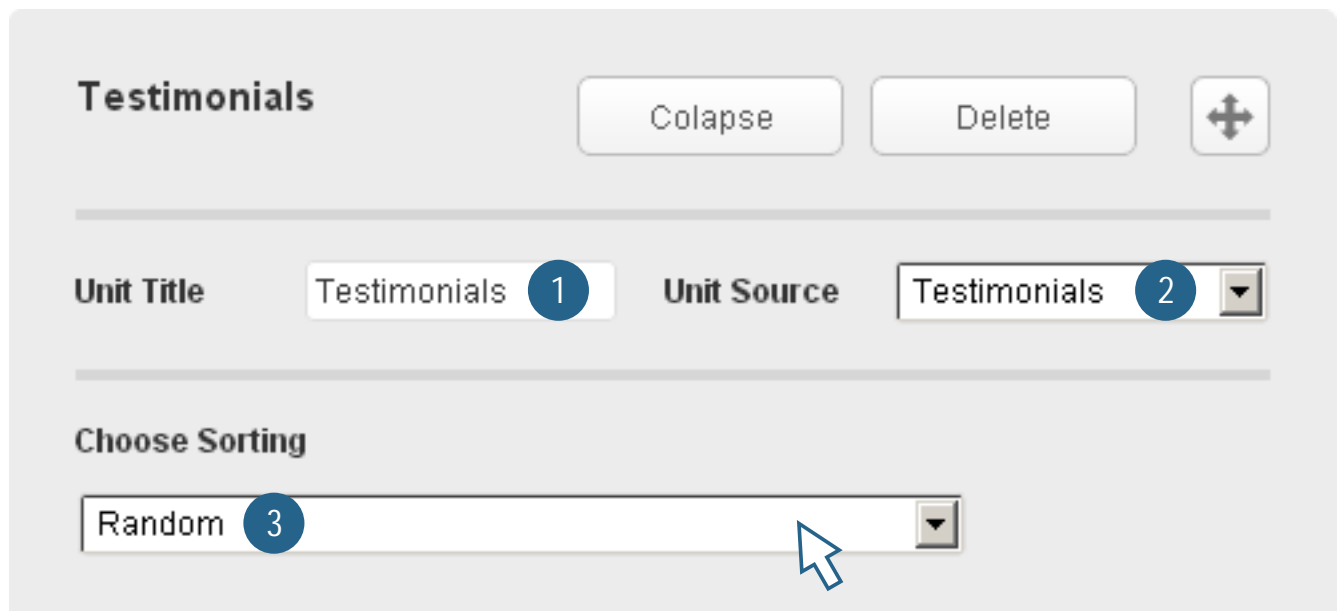 Testimonials Colapse Delete
Unit Title Testimonials 1 Unit Source Testimonials 2
Choose Sorting
Random 3